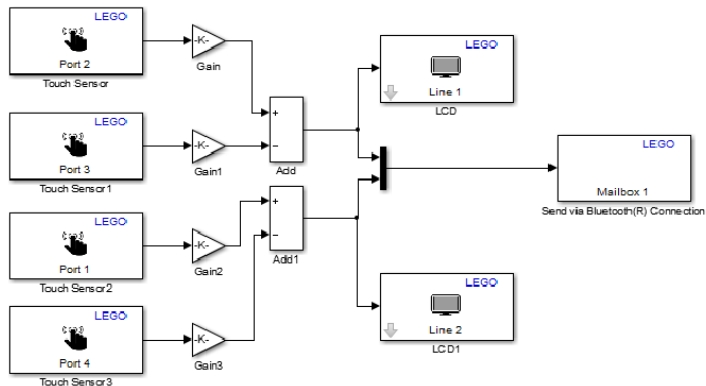 LEGO
Port 2
Touch Sensor
-K-
Gain
LEGO
Line 1
LCD
+
−
Add
LEGO
Port 3
Touch Sensor1
-K-
Gain1
LEGO
Mailbox 1
Send via Bluetooth(R) Connection
LEGO
Port 1
Touch Sensor2
-K-
Gain2
+
−
Add1
LEGO
Line 2
LCD1
LEGO
Port 4
Touch Sensor3
-K-
Gain3